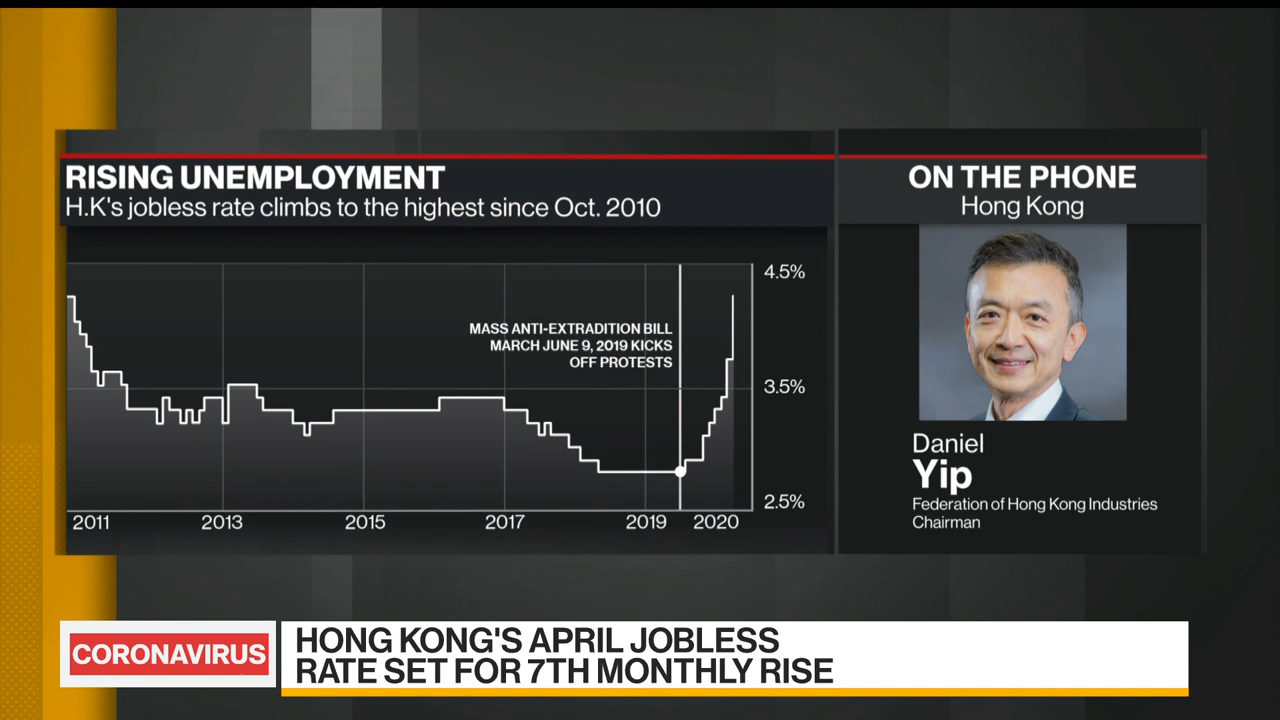 RISING UNEMPLOYMENT
H.K's jobless rate climbs to the highest since Oct. 2010
4.5%
MASS ANTI-EXTRADITION BILL
MARCH JUNE 9, 2019 KICKS
OFF PROTESTS
3.5%
2.5%
2011 2013 2015 2017 2019 2020
ON THE PHONE
Hong Kong
Daniel
Yip
Federation of Hong Kong Industries
Chairman
CORONAVIRUS
HONG KONG'S APRIL JOBLESS
RATE SET FOR 7TH MONTHLY RISE